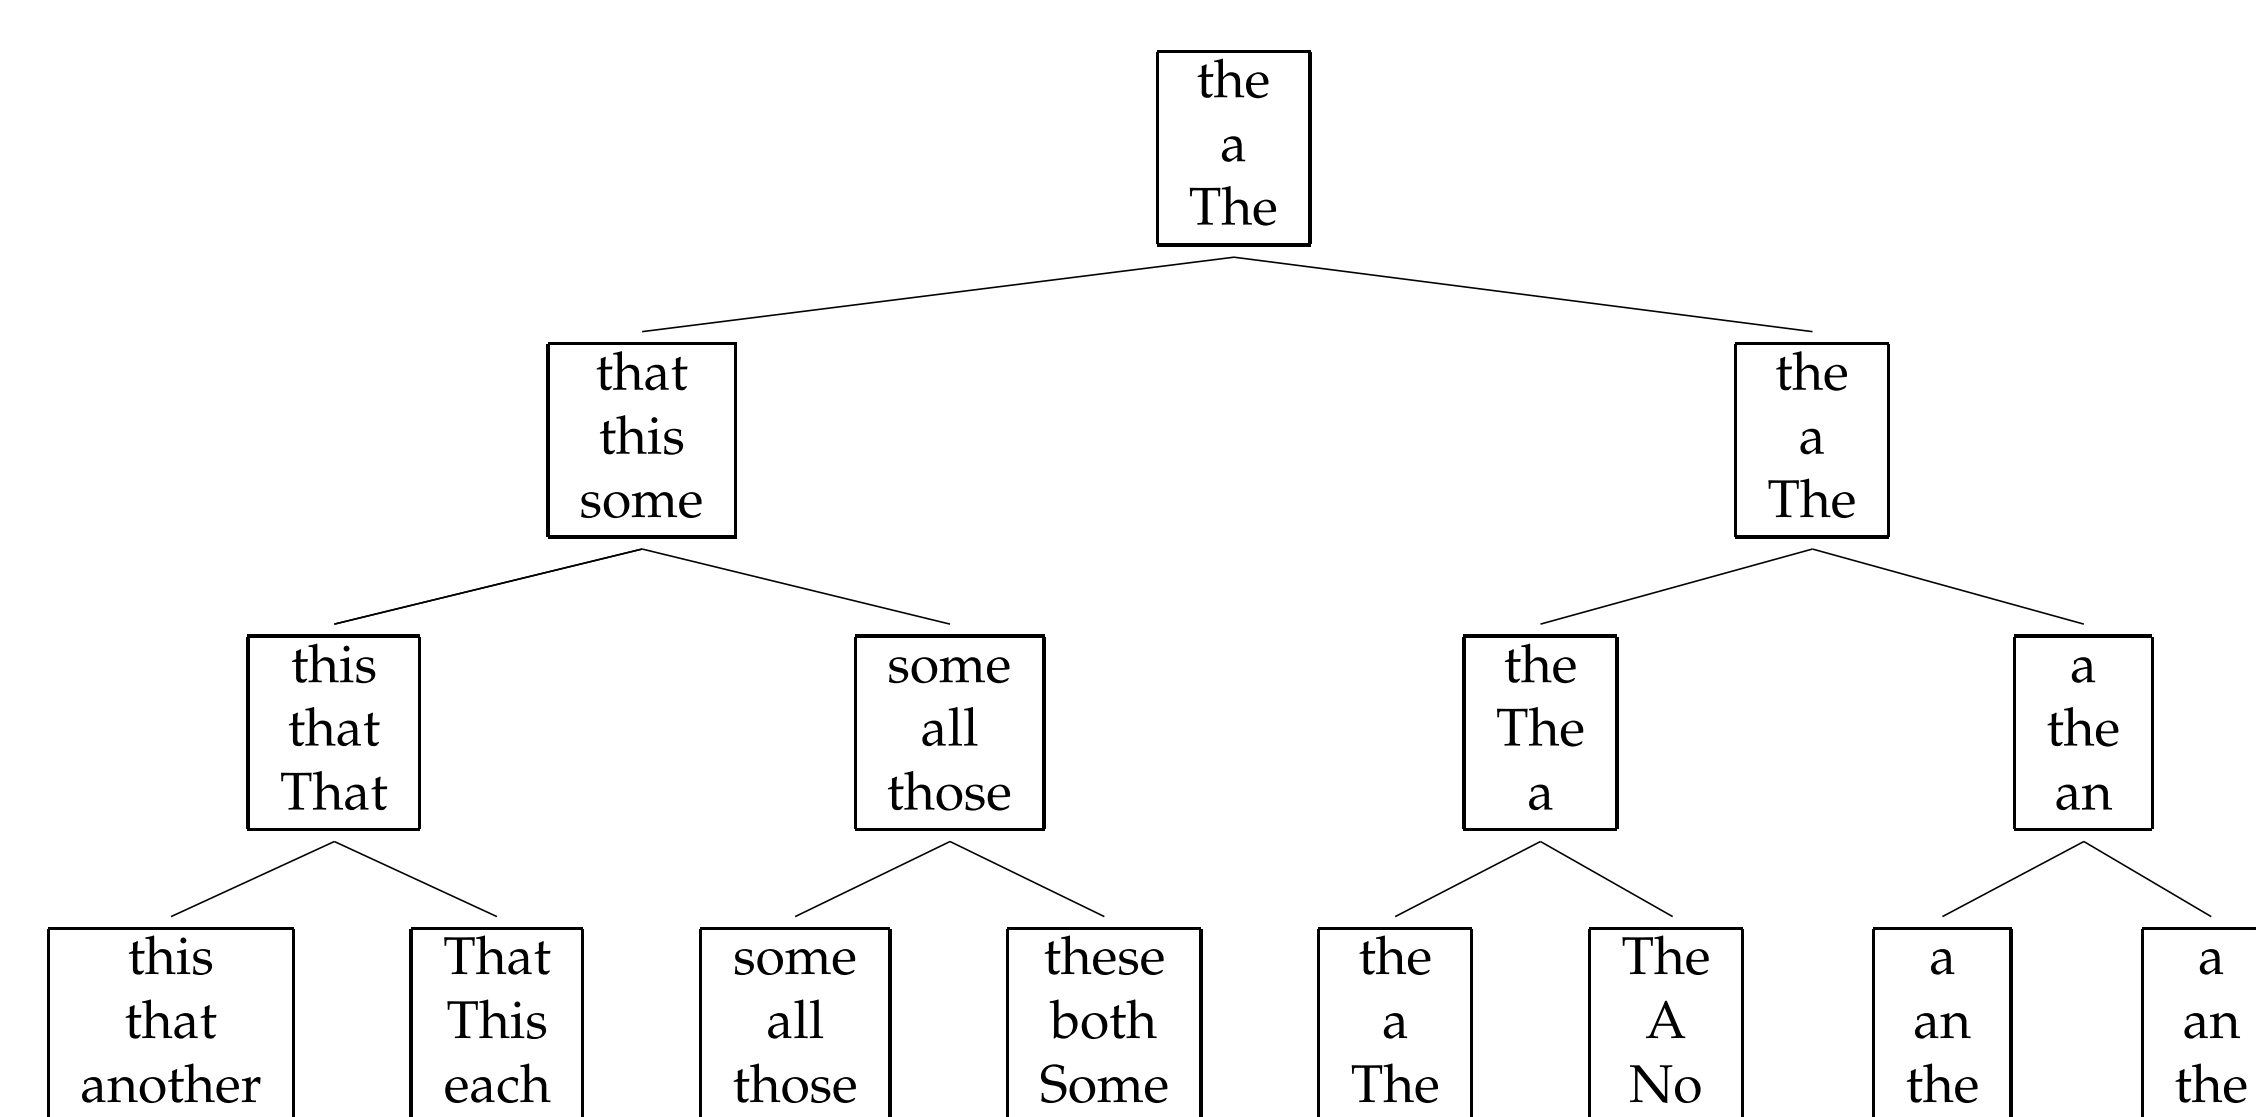 the
a
The
that
this
some
the
a
The
this
that
That
some
all
those
the
The
a
a
the
an
this
that
another
That
This
each
some
all
those
these
both
Some
the
a
The
The
A
No
a
an
the
a
an
the